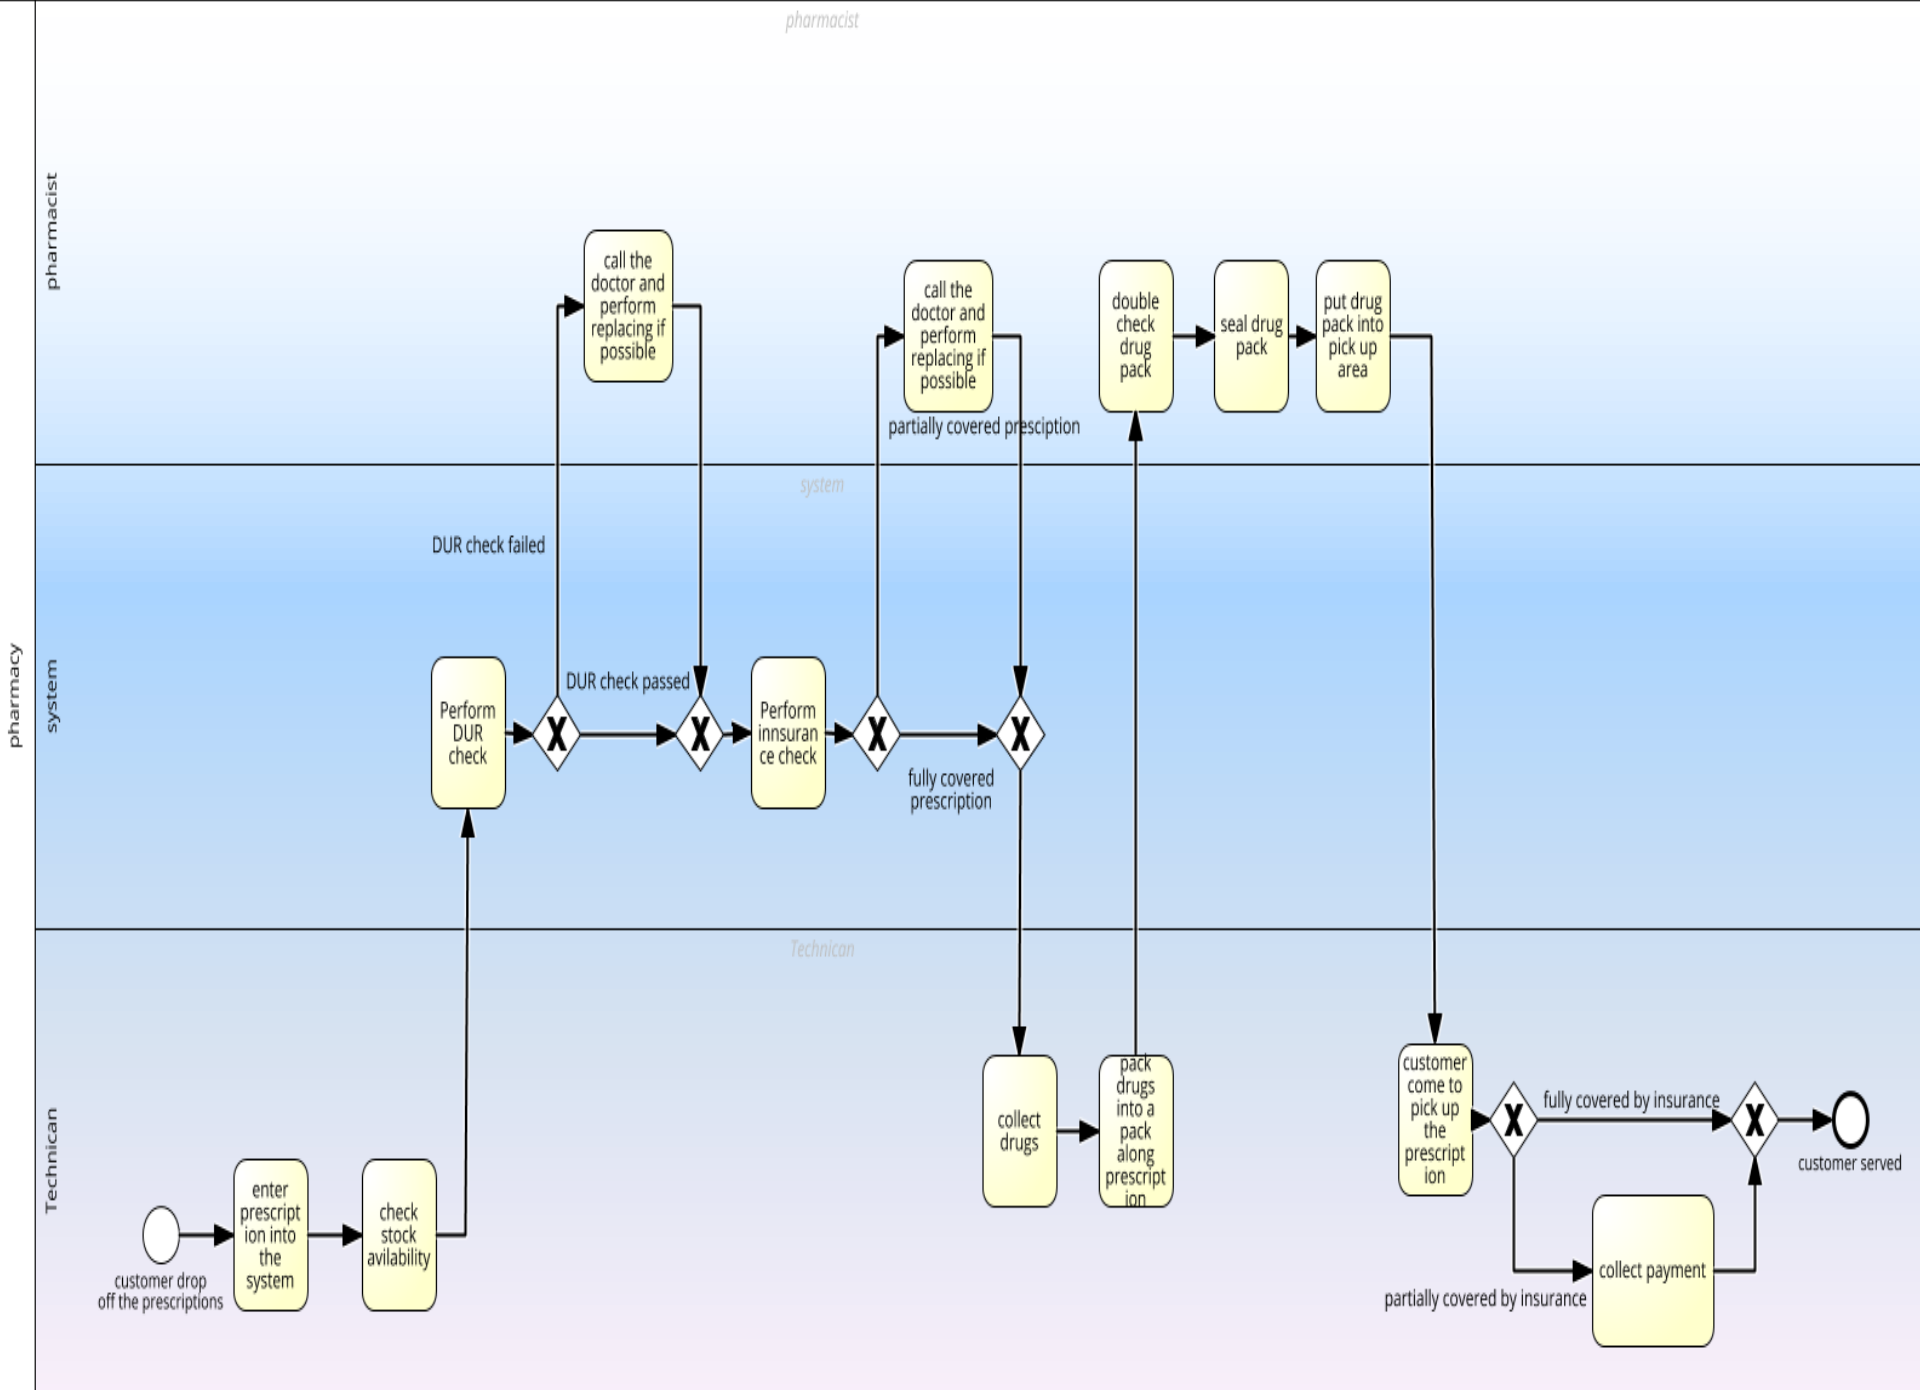 pharmacist
pharmacy
pharmacist
call the
doctor and
perform
replacing if
possible
call the
doctor and
perform
replacing if
possible
double
check
drug
pack
seal drug
pack
put drug
pack into
pick up
area
partially covered presciption
system
system
DUR check failed
DUR check passed
Perform
DUR
check
Perform
innsuran
ce check
fully covered
prescription
Technican
Technican
customer drop
off the prescriptions
enter
prescript
ion into
the
system
check
stock
avilability
collect
drugs
pack
drugs
into a
pack
along
prescript
ion
customer
come to
pick up
the
prescript
ion
fully covered by insurance
partially covered by insurance
collect payment
customer served